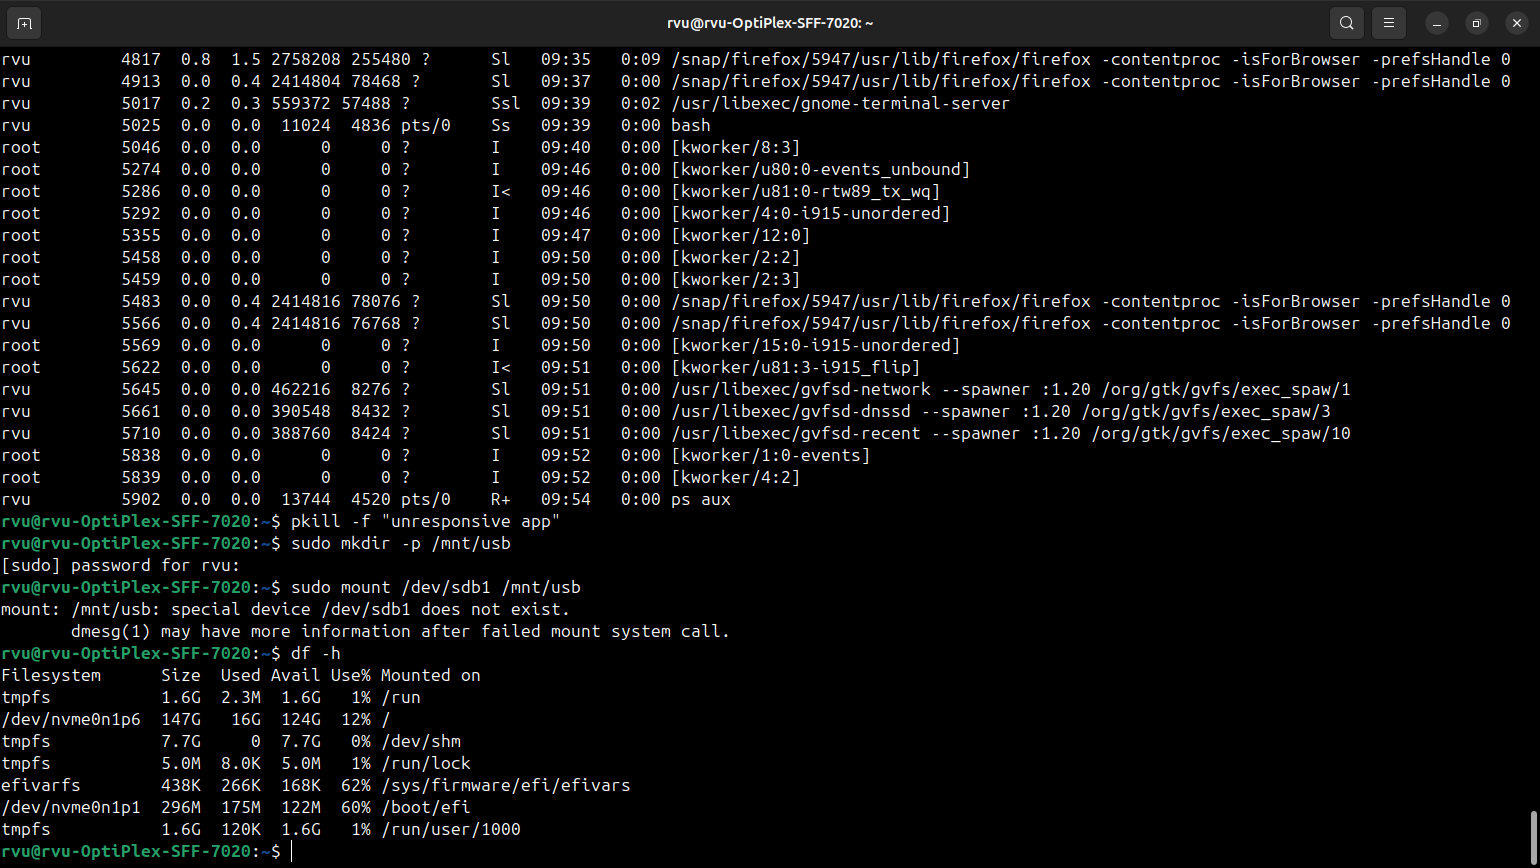 rvu@rvu-OptiPlex-SFF-7020: ~
rvu         4817  0.8  1.5 2758208 255480 ?      Sl   09:35   0:09 /snap/firefox/5947/usr/lib/firefox/firefox -contentproc -isForBrowser -prefsHandle 0
rvu         4913  0.0  0.4 2414804 78468 ?       Sl   09:37   0:00 /snap/firefox/5947/usr/lib/firefox/firefox -contentproc -isForBrowser -prefsHandle 0
rvu         5017  0.2  0.3 559372 57488 ?        Ssl  09:39   0:02 /usr/libexec/gnome-terminal-server
rvu         5025  0.0  0.0  11024  4836 pts/0    Ss   09:39   0:00 bash
root        5046  0.0  0.0      0     0 ?        I    09:40   0:00 [kworker/8:3]
root        5274  0.0  0.0      0     0 ?        I    09:46   0:00 [kworker/u80:0-events_unbound]
root        5286  0.0  0.0      0     0 ?        I<   09:46   0:00 [kworker/u81:0-rtw89_tx_wq]
root        5292  0.0  0.0      0     0 ?        I    09:46   0:00 [kworker/4:0-i915-unordered]
root        5355  0.0  0.0      0     0 ?        I    09:47   0:00 [kworker/12:0]
root        5458  0.0  0.0      0     0 ?        I    09:50   0:00 [kworker/2:2]
root        5459  0.0  0.0      0     0 ?        I    09:50   0:00 [kworker/2:3]
rvu         5483  0.0  0.4 2414816 78076 ?       Sl   09:50   0:00 /snap/firefox/5947/usr/lib/firefox/firefox -contentproc -isForBrowser -prefsHandle 0
rvu         5566  0.0  0.4 2414816 76768 ?       Sl   09:50   0:00 /snap/firefox/5947/usr/lib/firefox/firefox -contentproc -isForBrowser -prefsHandle 0
root        5569  0.0  0.0      0     0 ?        I    09:50   0:00 [kworker/15:0-i915-unordered]
root        5622  0.0  0.0      0     0 ?        I<   09:51   0:00 [kworker/u81:3-i915_flip]
rvu         5645  0.0  0.0 462216  8276 ?        Sl   09:51   0:00 /usr/libexec/gvfsd-network --spawner :1.20 /org/gtk/gvfs/exec_spaw/1
rvu         5661  0.0  0.0 390548  8432 ?        Sl   09:51   0:00 /usr/libexec/gvfsd-dnssd --spawner :1.20 /org/gtk/gvfs/exec_spaw/3
rvu         5710  0.0  0.0 388760  8424 ?        Sl   09:51   0:00 /usr/libexec/gvfsd-recent --spawner :1.20 /org/gtk/gvfs/exec_spaw/10
root        5838  0.0  0.0      0     0 ?        I    09:52   0:00 [kworker/1:0-events]
root        5839  0.0  0.0      0     0 ?        I    09:52   0:00 [kworker/4:2]
rvu         5902  0.0  0.0  13744  4520 pts/0    R+   09:54   0:00 ps aux
rvu@rvu-OptiPlex-SFF-7020:~$ pkill -f "unresponsive app"
rvu@rvu-OptiPlex-SFF-7020:~$ sudo mkdir -p /mnt/usb
[sudo] password for rvu:
rvu@rvu-OptiPlex-SFF-7020:~$ sudo mount /dev/sdb1 /mnt/usb
mount: /mnt/usb: special device /dev/sdb1 does not exist.
       dmesg(1) may have more information after failed mount system call.
rvu@rvu-OptiPlex-SFF-7020:~$ df -h
Filesystem      Size  Used Avail Use% Mounted on
tmpfs           1.6G  2.3M  1.6G   1% /run
/dev/nvme0n1p6  147G   16G  124G  12% /
tmpfs           7.7G     0  7.7G   0% /dev/shm
tmpfs           5.0M  8.0K  5.0M   1% /run/lock
efivarfs        438K  266K  168K  62% /sys/firmware/efi/efivars
/dev/nvme0n1p1  296M  175M  122M  60% /boot/efi
tmpfs           1.6G  120K  1.6G   1% /run/user/1000
rvu@rvu-OptiPlex-SFF-7020:~$